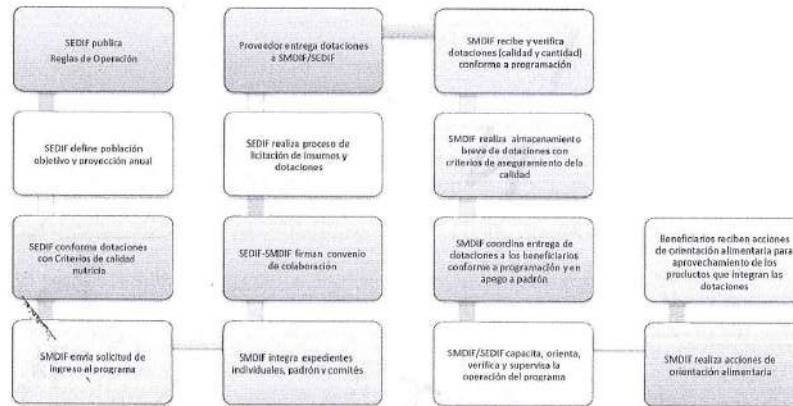 SEDIF publica
Reglas de Operación
SEDIF define población
objetivo y proyección anual
SEDIF conforma dotaciones
con Criterios de calidad
nutricia
SMDIF envía solicitud de
ingreso al programa
SMDIF integra expedientes
individuales, padrón y comités
SEDIF-SMDIF firman convenio
de colaboración
SEDIF realiza proceso de
licitación de insumos y
dotaciones
Proveedor entrega dotaciones
a SMDIF/SEDIF
SMDIF recibe y verifica
dotaciones (calidad y cantidad)
conforme a programación
SMDIF realiza almacenamiento
breve de dotaciones con
criterios de aseguramiento dela
calidad
SMDIF coordina entrega de
dotaciones a los beneficiarios
conforme a programación y en
apego a padrón
SMDIF/SEDIF capacita, orienta,
verifica y supervisa la
operación del programa
SMDIF realiza acciones de
orientación alimentaria
Beneficiarios reciben acciones
de orientación alimentaria para
aprovechamiento de los
productos que integran las
dotaciones